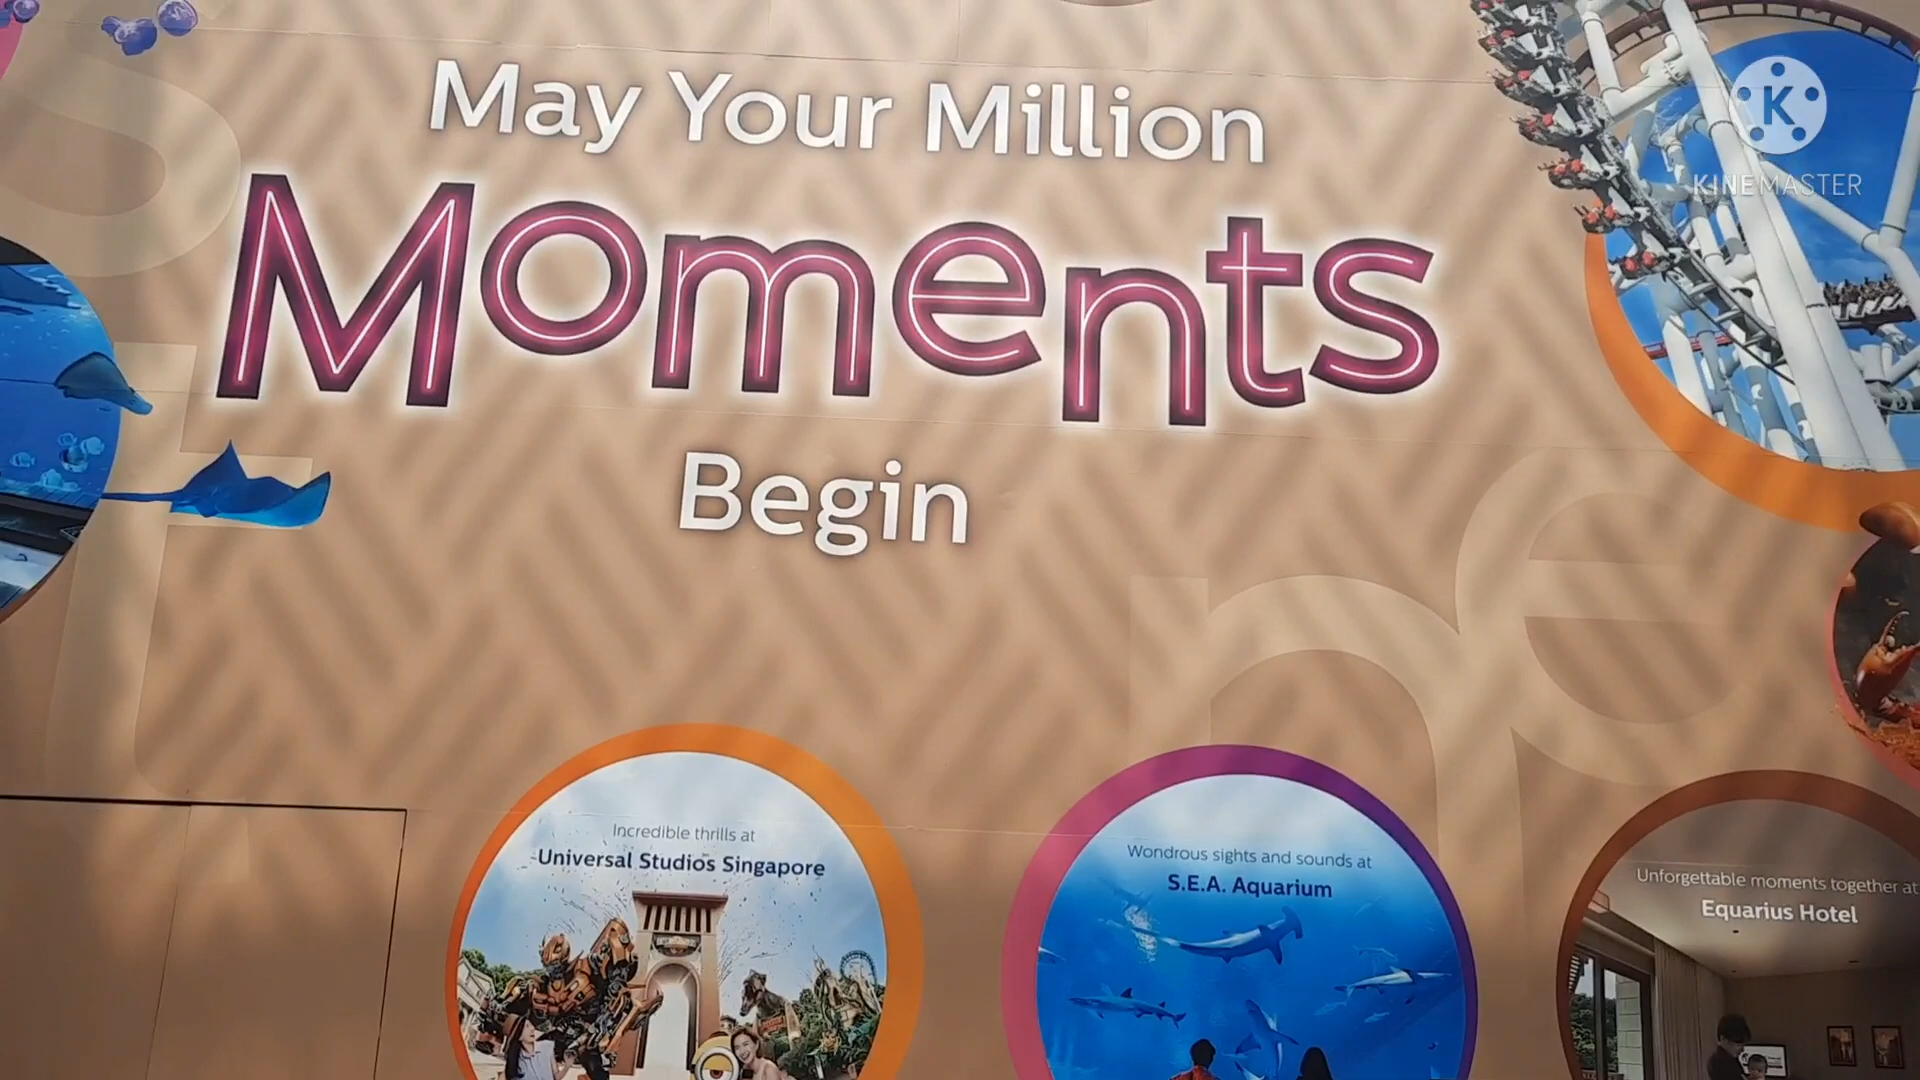 May Your Million
Moments
Begin
K
KINEMASTER
Incredible thrills at
Universal Studios Singapore
Wondrous sights and sounds at
S.E.A. Aquarium
Unforgettable moments together at
Equarius Hotel